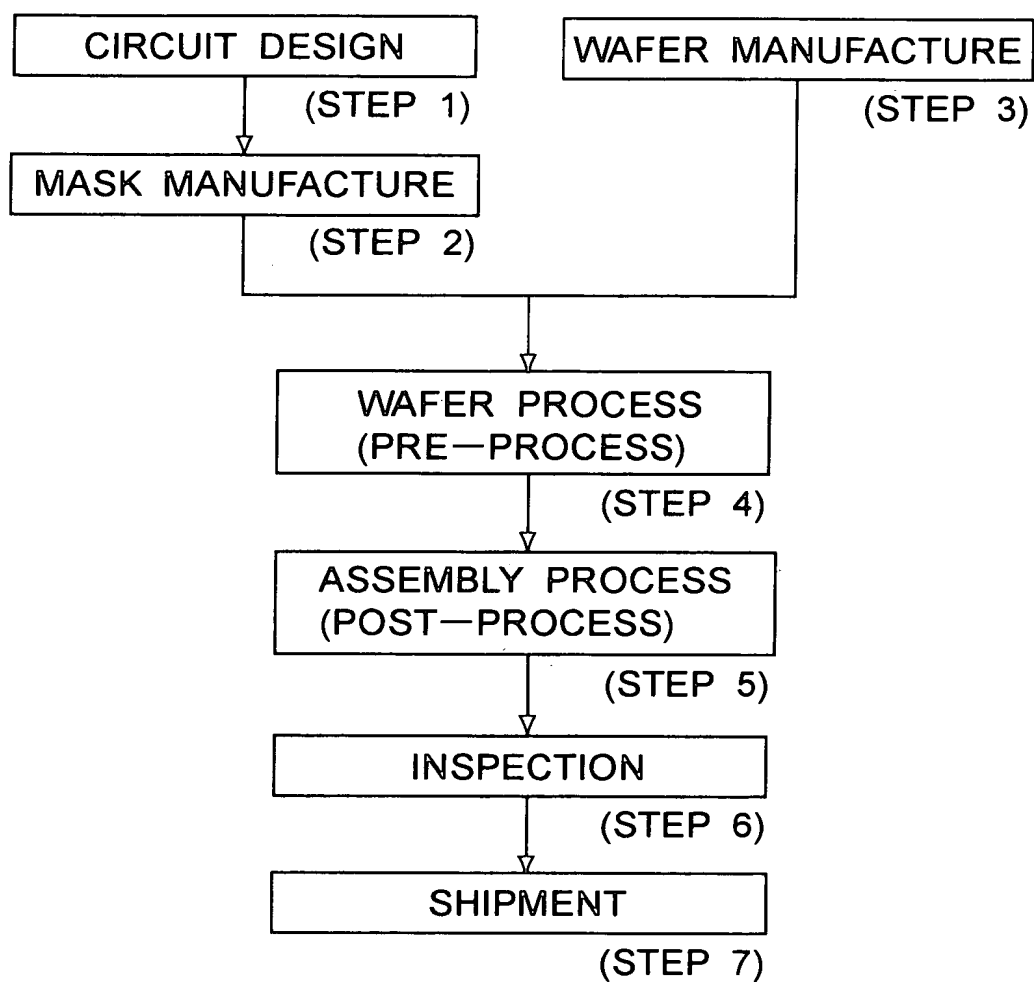 CIRCUIT DESIGN
(STEP 1)
MASK MANUFACTURE
(STEP 2)
WAFER MANUFACTURE
(STEP 3)
WAFER PROCESS
(PRE—PROCESS)
(STEP 4)
ASSEMBLY PROCESS
(POST—PROCESS)
(STEP 5)
INSPECTION
(STEP 6)
SHIPMENT
(STEP 7)